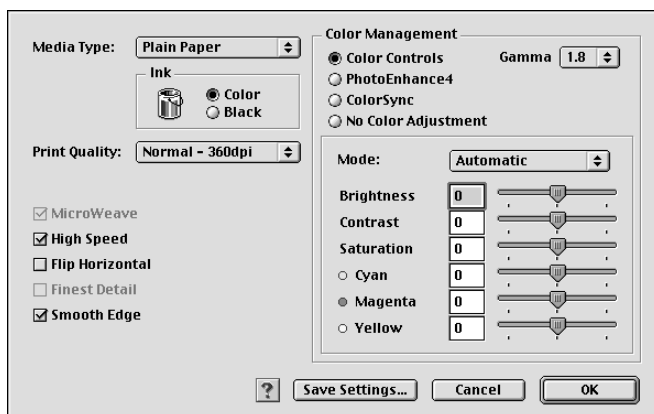 Media Type: Plain Paper
Ink
Color
Black
Print Quality: Normal - 360dpi
MicroWeave
High Speed
Flip Horizontal
Finest Detail
Smooth Edge
Color Management
Color Controls
Gamma 1.8
PhotoEnhance4
ColorSync
No Color Adjustment
Mode: Automatic
Brightness 0
Contrast 0
Saturation 0
Cyan 0
Magenta 0
Yellow 0
? Save Settings... Cancel OK